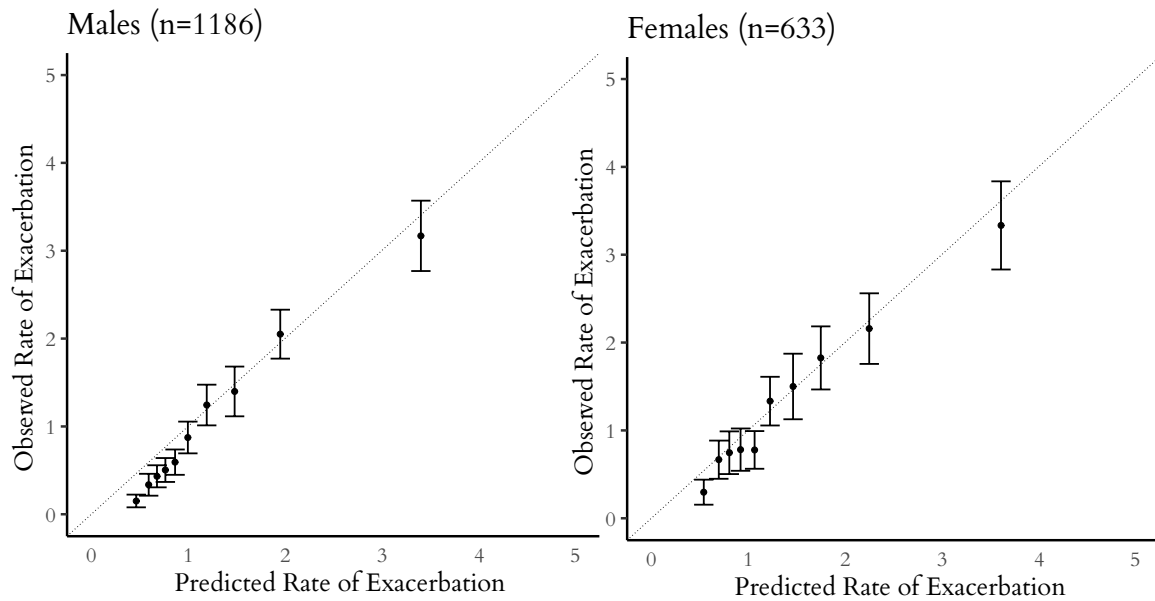 Males (n=1186)
Observed Rate of Exacerbation
5
4
3
2
1
0
0 1 2 3 4 5
Predicted Rate of Exacerbation
Females (n=633)
Observed Rate of Exacerbation
5
4
3
2
1
0
0 1 2 3 4 5
Predicted Rate of Exacerbation